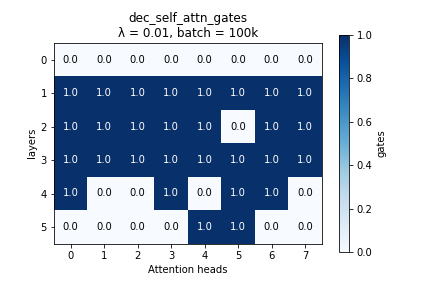 dec_self_attn_gates
λ = 0.01, batch = 100k
0 0.0 0.0 0.0 0.0 0.0 0.0 0.0 0.0
1 1.0 1.0 1.0 1.0 1.0 1.0 1.0 1.0
2 1.0 1.0 1.0 1.0 1.0 0.0 1.0 1.0
3 1.0 1.0 1.0 1.0 1.0 1.0 1.0 1.0
4 1.0 0.0 0.0 1.0 0.0 1.0 1.0 0.0
5 0.0 0.0 0.0 0.0 1.0 1.0 0.0 0.0
0 1 2 3 4 5 6 7
Attention heads
layers
1.0
0.8
0.6
0.4
0.2
0.0
gates